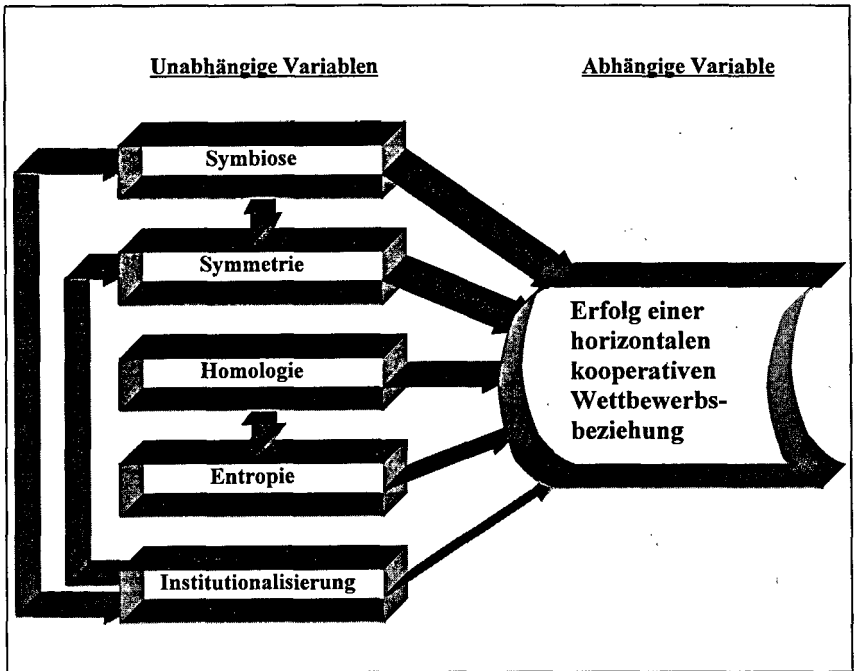 Unabhängige Variablen
Abhängige Variable
Symbiose
Symmetrie
Homologie
Entropie
Institutionalisierung
Erfolg einer
horizontalen
kooperativen
Wettbewerbs-
beziehung